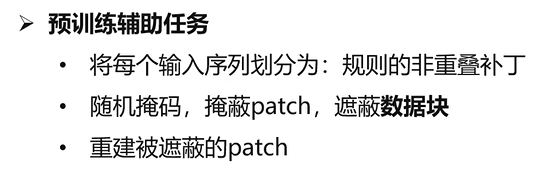 ➢ 预训练辅助任务
• 将每个输入序列划分为：规则的非重叠补丁
• 随机掩码，掩蔽patch，遮蔽数据块
• 重建被遮蔽的patch